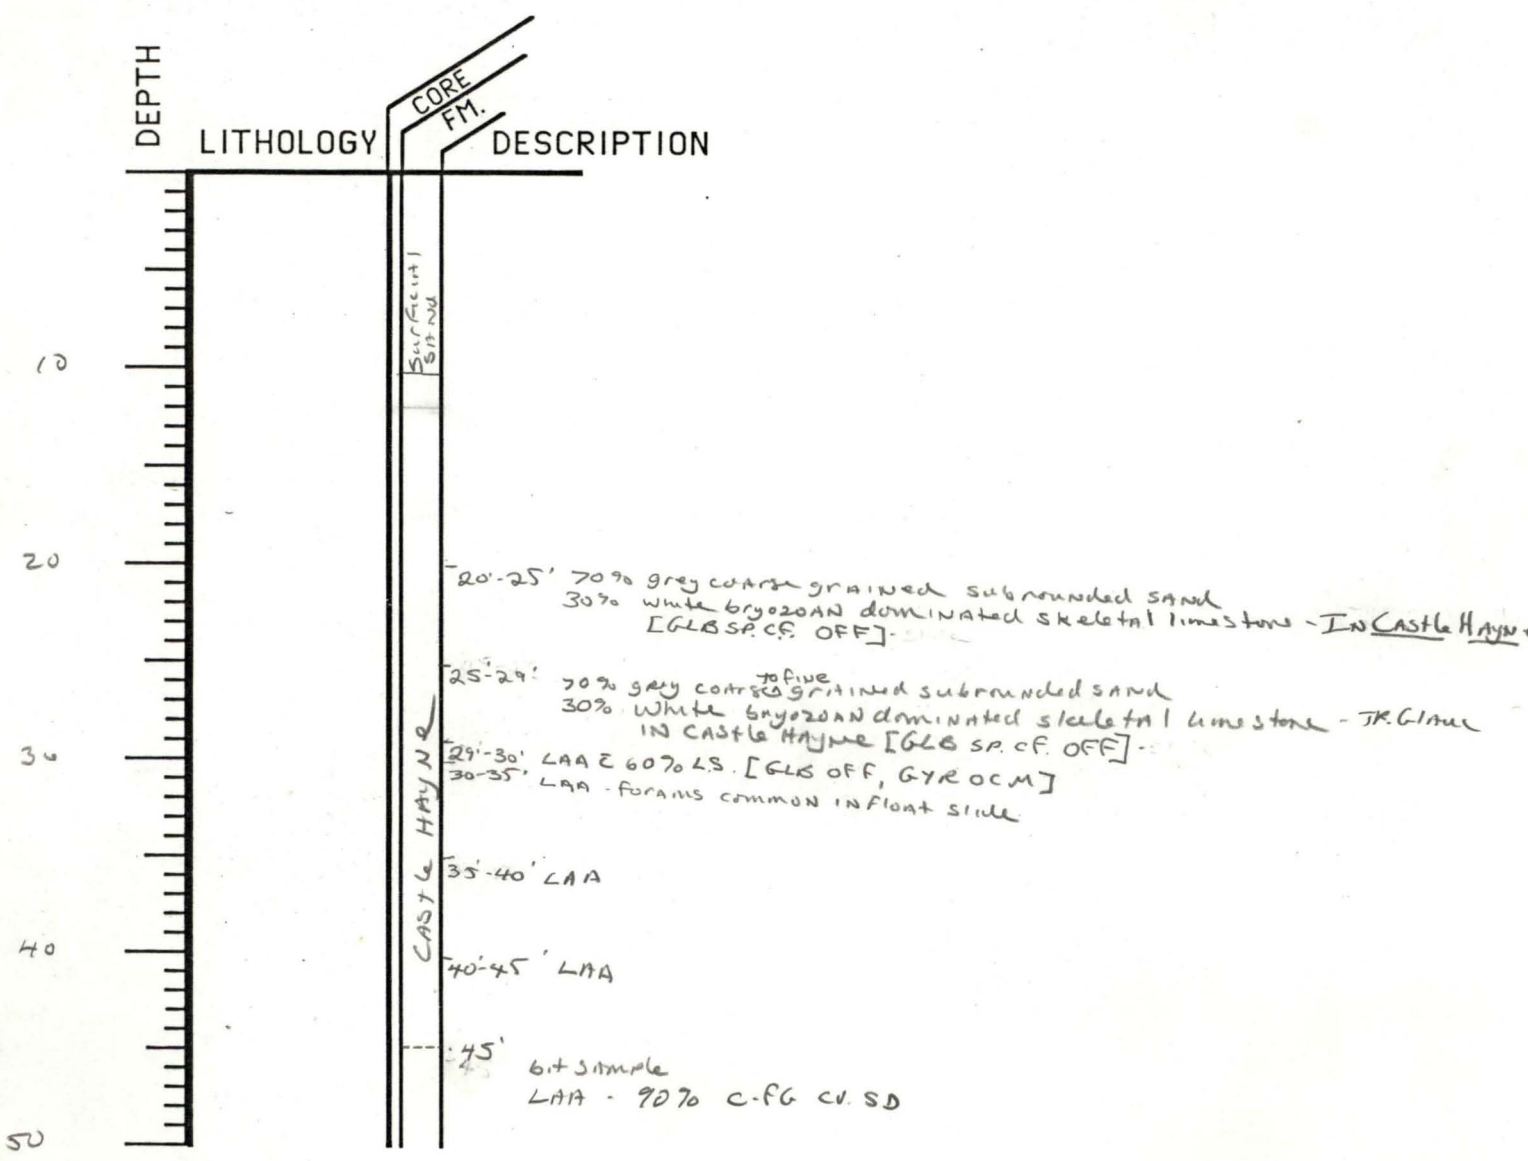 DEPTH
LITHOLOGY
CORE
FM.
DESCRIPTION
Surficial
SAND
10
20
20'-25' 70% grey coarse grained subrounded SAND
30% white bryozoan dominated skeletal limestone - IN CASTLE HAYN
[GLB SP. CF. OFF]
25'-29' 70% grey coarse to fine grained subrounded SAND
30% white bryozoan dominated skeletal limestone - TR. Glauc
IN CASTLE HAYNE [GLB SP. CF. OFF]
30
29'-30' LAA c̄ 60% LS. [GLB OFF, GYR OCM]
30-35' LAA - forams common in float slide
CASTLE HAYNE
35'-40' LAA
40
40'-45' LAA
45'
bit sample
LAA - 90% C-FG SD
50